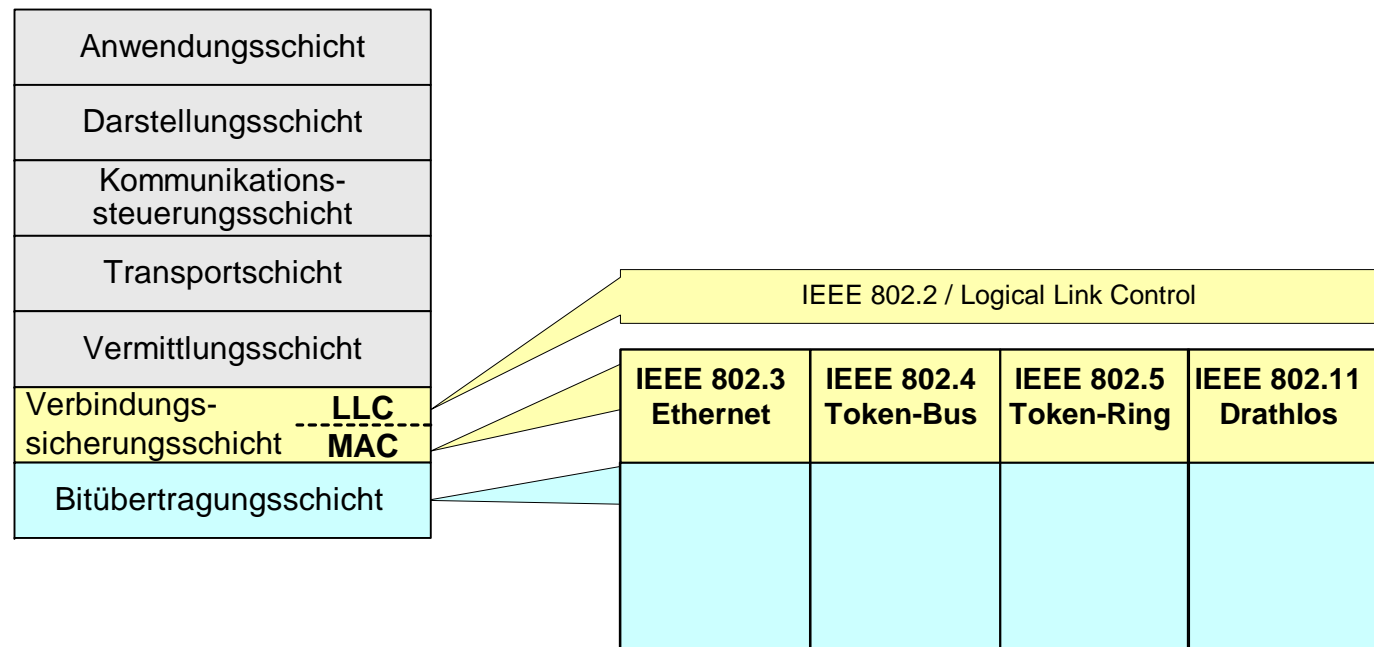 Anwendungsschicht
Darstellungsschicht
Kommunikations-
steuerungsschicht
Transportschicht
Vermittlungsschicht
Verbindungs-
sicherungsschicht
LLC
MAC
Bitübertragungsschicht
IEEE 802.2 / Logical Link Control
IEEE 802.3
Ethernet
IEEE 802.4
Token-Bus
IEEE 802.5
Token-Ring
IEEE 802.11
Drathlos